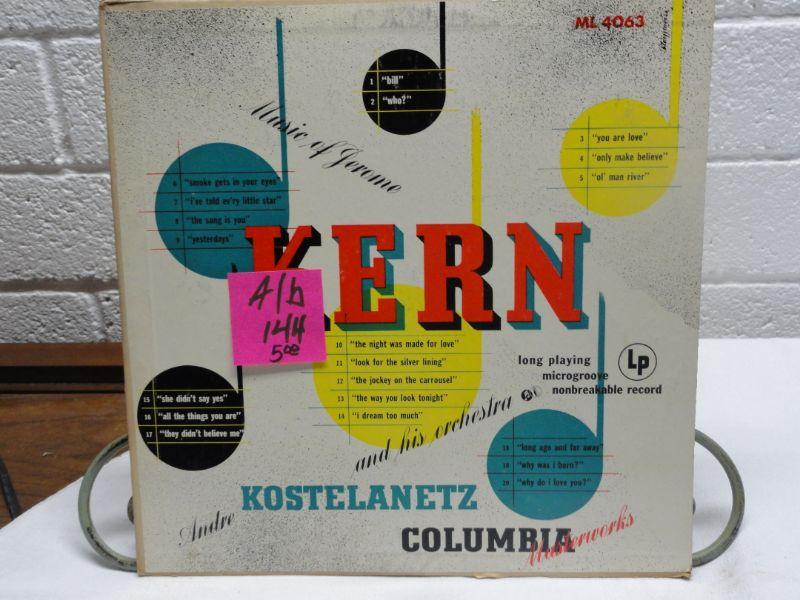 ML 4063
1 "bill"
2 "who?"
Music of Jerome
3 "you are love"
4 "only make believe"
5 "ol' man river"
6 "smoke gets in your eyes"
7 "i've told ev'ry little star"
8 "the song is you"
9 "yesterdays"
KERN
A/b
144
5.00
10 "the night was made for love"
11 "look for the silver lining"
12 "the jockey on the carrousel"
13 "the way you look tonight"
14 "i dream too much"
long playing
microgroove
nonbreakable record
LP
15 "she didn't say yes"
16 "all the things you are"
17 "they didn't believe me"
and his orchestra
18 "long ago and far away"
19 "why was i born?"
20 "why do i love you?"
Andre KOSTELANETZ
COLUMBIA
Masterworks